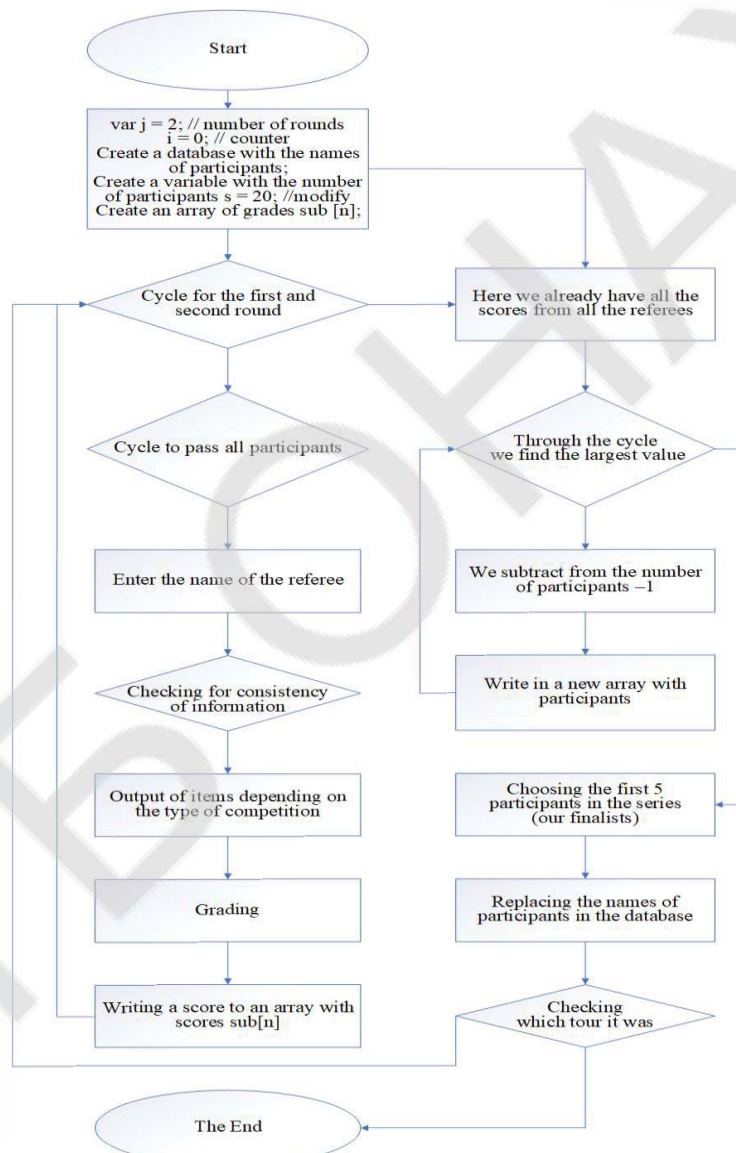 Start
var j = 2; // number of rounds
i = 0; // counter
Create a database with the names
of participants;
Create a variable with the number
of participants s = 20; //modify
Create an array of grades sub [n];
Cycle for the first and
second round
Cycle to pass all participants
Enter the name of the referee
Checking for consistency
of information
Output of items depending on
the type of competition
Grading
Writing a score to an array with
scores sub[n]
Here we already have all the
scores from all the referees
Through the cycle
we find the largest value
We subtract from the number
of participants –1
Write in a new array with
participants
Choosing the first 5
participants in the series
(our finalists)
Replacing the names of
participants in the database
Checking
which tour it was
The End
Б ОНА